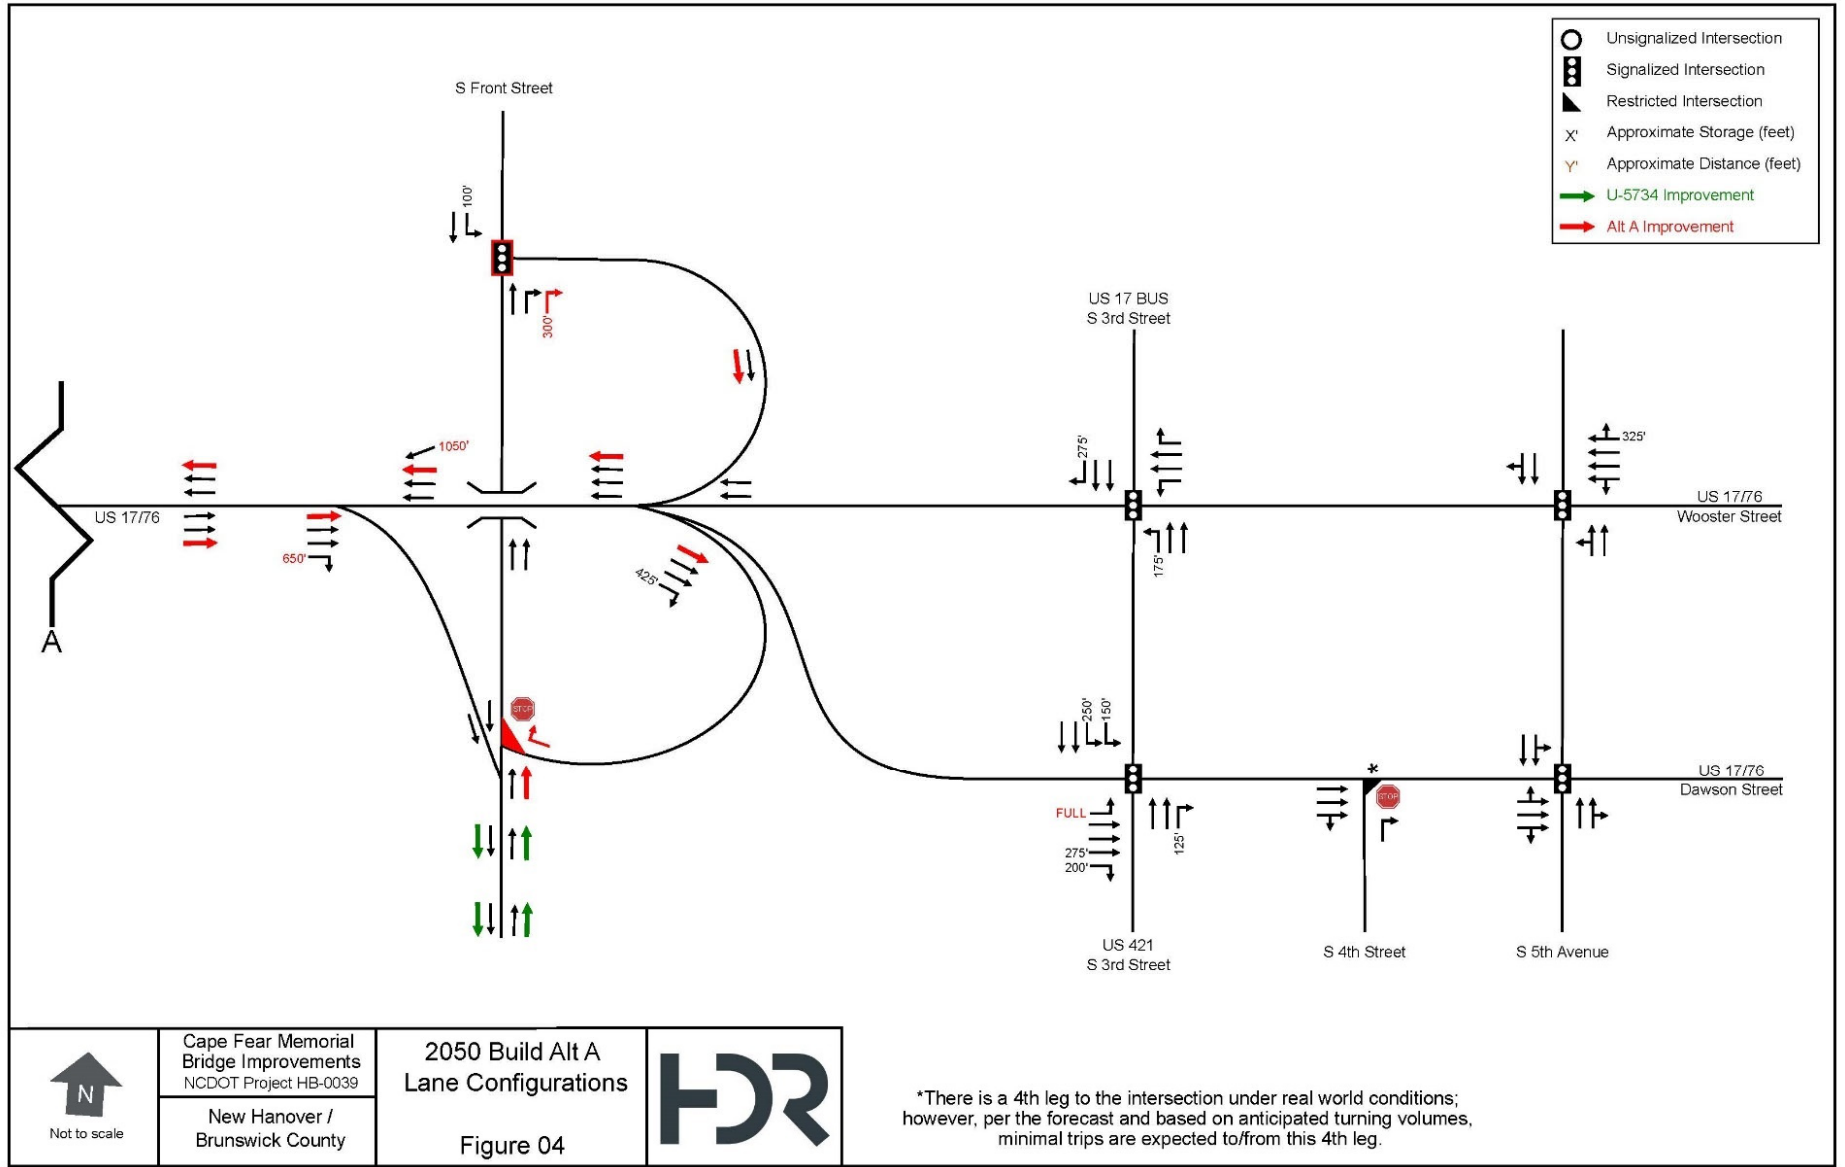 Unsignalized Intersection
Signalized Intersection
Restricted Intersection
X' Approximate Storage (feet)
Y' Approximate Distance (feet)
U-5734 Improvement
Alt A Improvement
S Front Street
100'
300'
US 17 BUS
S 3rd Street
275'
325'
1050'
US 17/76
US 17/76
Wooster Street
650'
425'
175'
A
STOP
250'
150'
US 17/76
Dawson Street
*
STOP
FULL
275'
200'
125'
US 421
S 3rd Street
S 4th Street
S 5th Avenue
N
Not to scale
Cape Fear Memorial
Bridge Improvements
NCDOT Project HB-0039
New Hanover /
Brunswick County
2050 Build Alt A
Lane Configurations
Figure 04
HDR
*There is a 4th leg to the intersection under real world conditions;
however, per the forecast and based on anticipated turning volumes,
minimal trips are expected to/from this 4th leg.